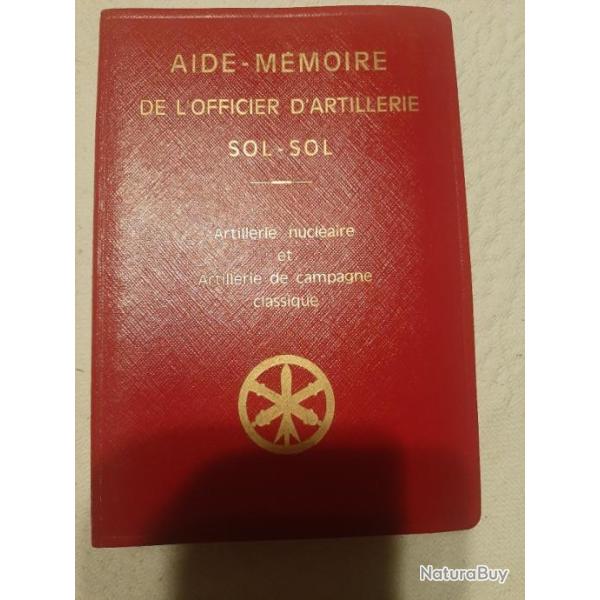 AIDE-MÉMOIRE
DE L'OFFICIER D'ARTILLERIE
SOL-SOL
Artillerie nucléaire
et
Artillerie de campagne
classique
NaturaBuy